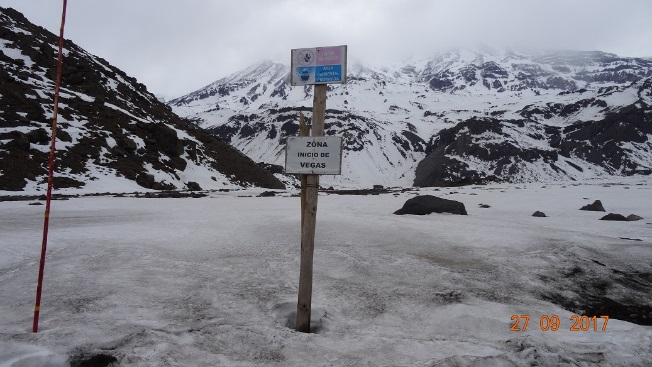 ZONA
INICIO DE
VEGAS
27 09 2017